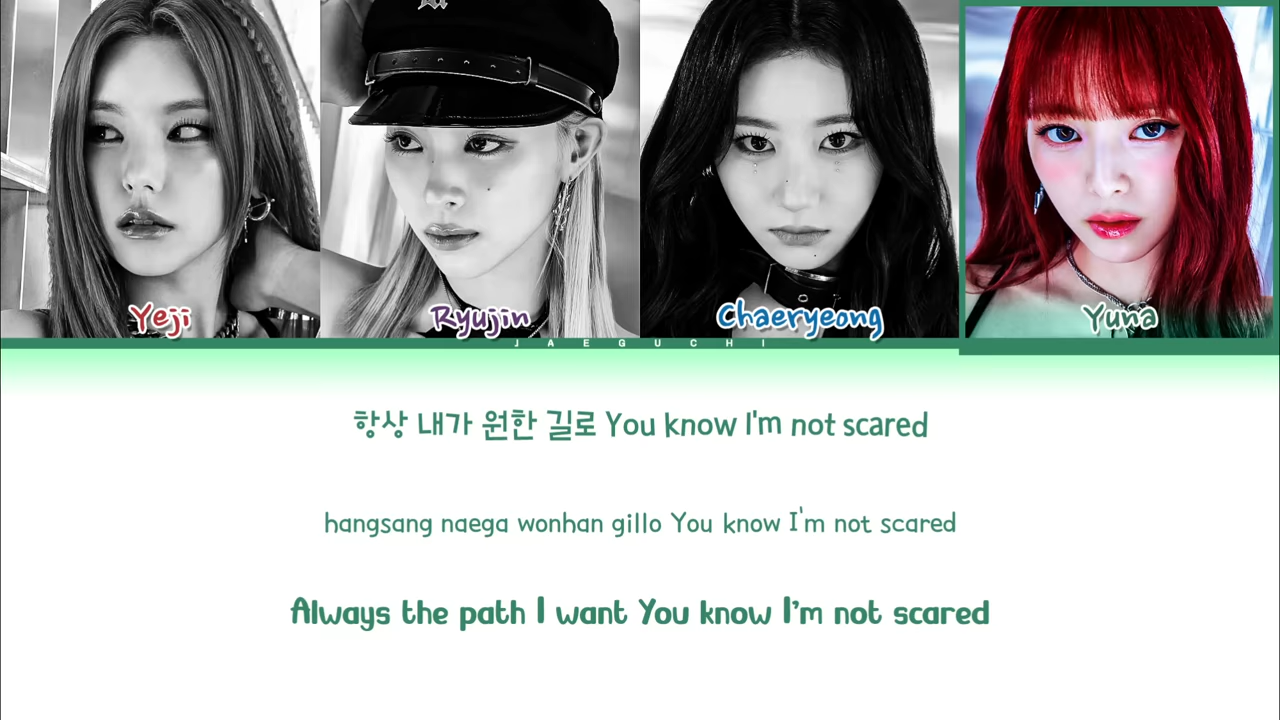 Yeji
Ryujin
Chaeryeong
Yuna
JAEGUCHI
항상 내가 원한 길로 You know I'm not scared
hangsang naega wonhan gillo You know I'm not scared
Always the path I want You know I'm not scared